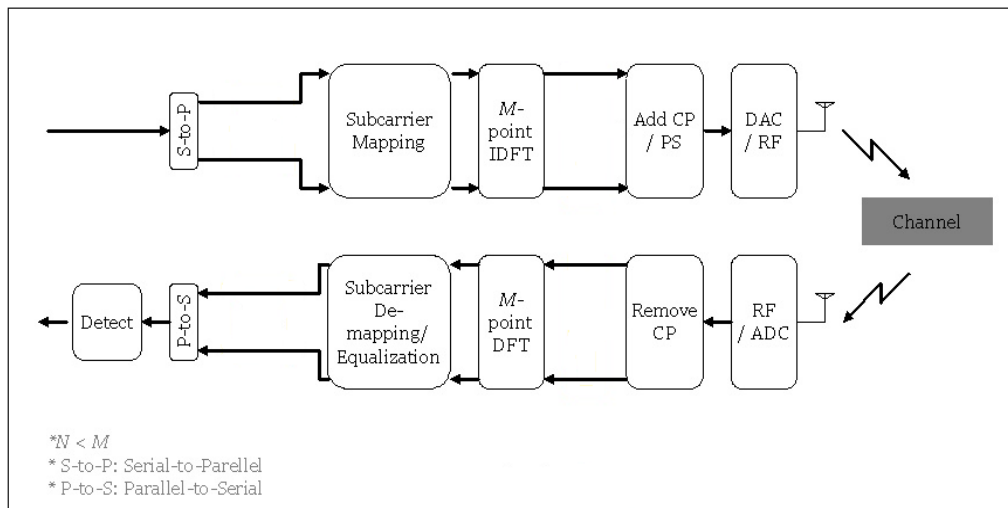 S-to-P
Subcarrier
Mapping
M-
point
IDFT
Add CP
/ PS
DAC
/ RF
Channel
Detect
P-to-S
Subcarrier
De-
mapping/
Equalization
M-
point
DFT
Remove
CP
RF
/ ADC
*N < M
* S-to-P: Serial-to-Parellel
* P-to-S: Parallel-to-Serial